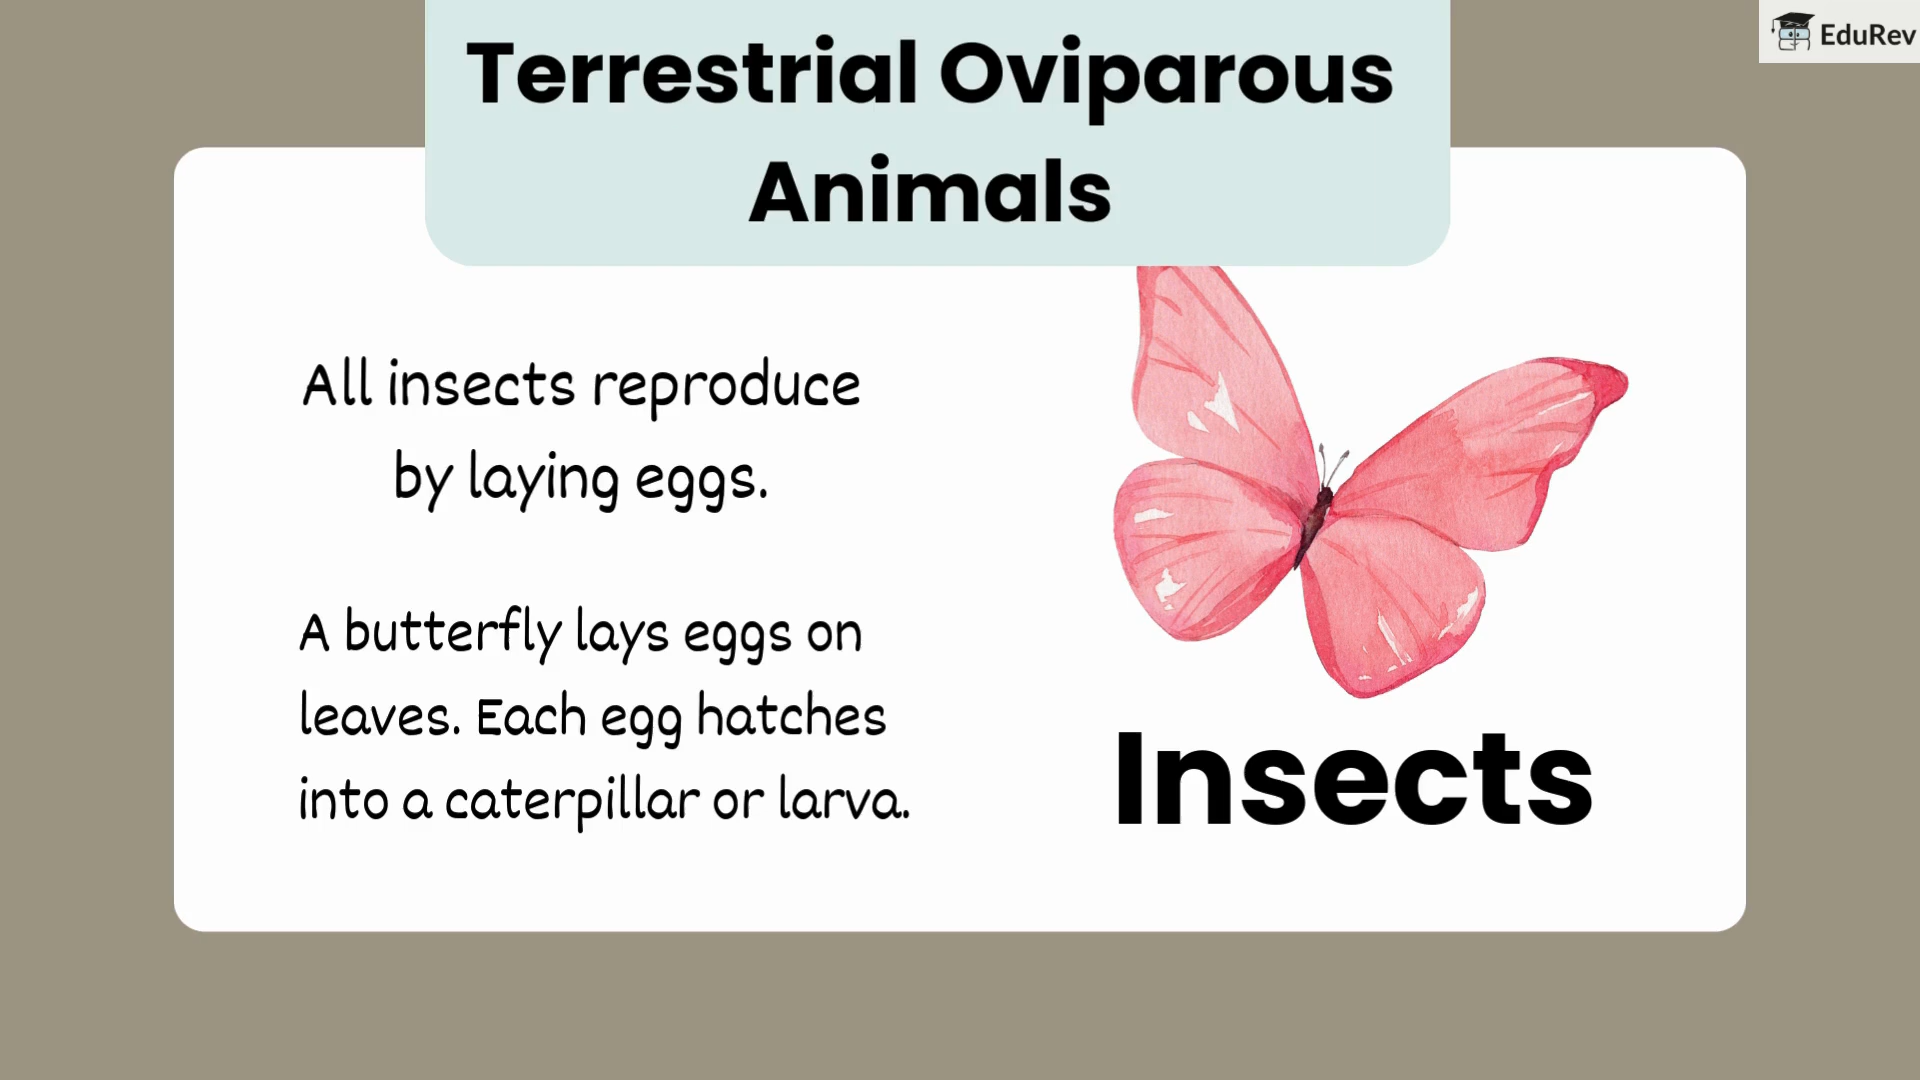 Terrestrial Oviparous
Animals
EduRev
All insects reproduce
by laying eggs.
A butterfly lays eggs on
leaves. Each egg hatches
into a caterpillar or larva.
Insects